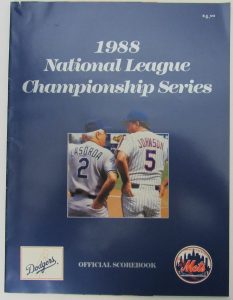 1988
National League
Championship Series
LASORDA
2
JOHNSON
5
Dodgers
Mets
OFFICIAL SCOREBOOK